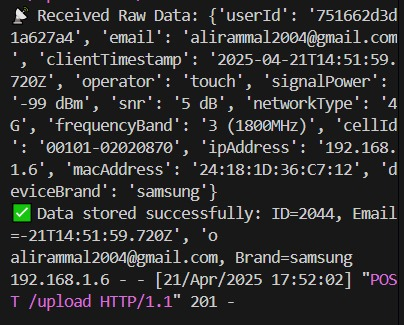 📡 Received Raw Data: {'userId': '751662d3d
1a627a4', 'email': 'alirammal2004@gmail.com
', 'clientTimestamp': '2025-04-21T14:51:59.
720Z', 'operator': 'touch', 'signalPower':
'-99 dBm', 'snr': '5 dB', 'networkType': '4
G', 'frequencyBand': '3 (1800MHz)', 'cellId
': '00101-02020870', 'ipAddress': '192.168.
1.6', 'macAddress': '24:18:1D:36:C7:12', 'd
eviceBrand': 'samsung'}
✅ Data stored successfully: ID=2044, Email
=-21T14:51:59.720Z', 'o
alirammal2004@gmail.com, Brand=samsung
192.168.1.6 - - [21/Apr/2025 17:52:02] "POS
T /upload HTTP/1.1" 201 -